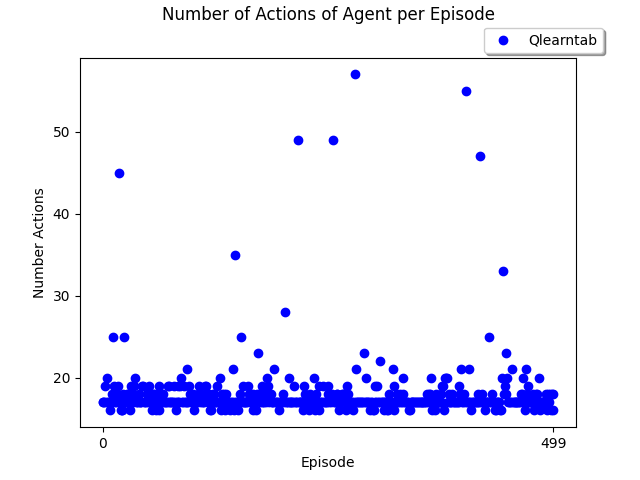 Number of Actions of Agent per Episode
Qlearntab
50
40
30
20
Number Actions
0
499
Episode